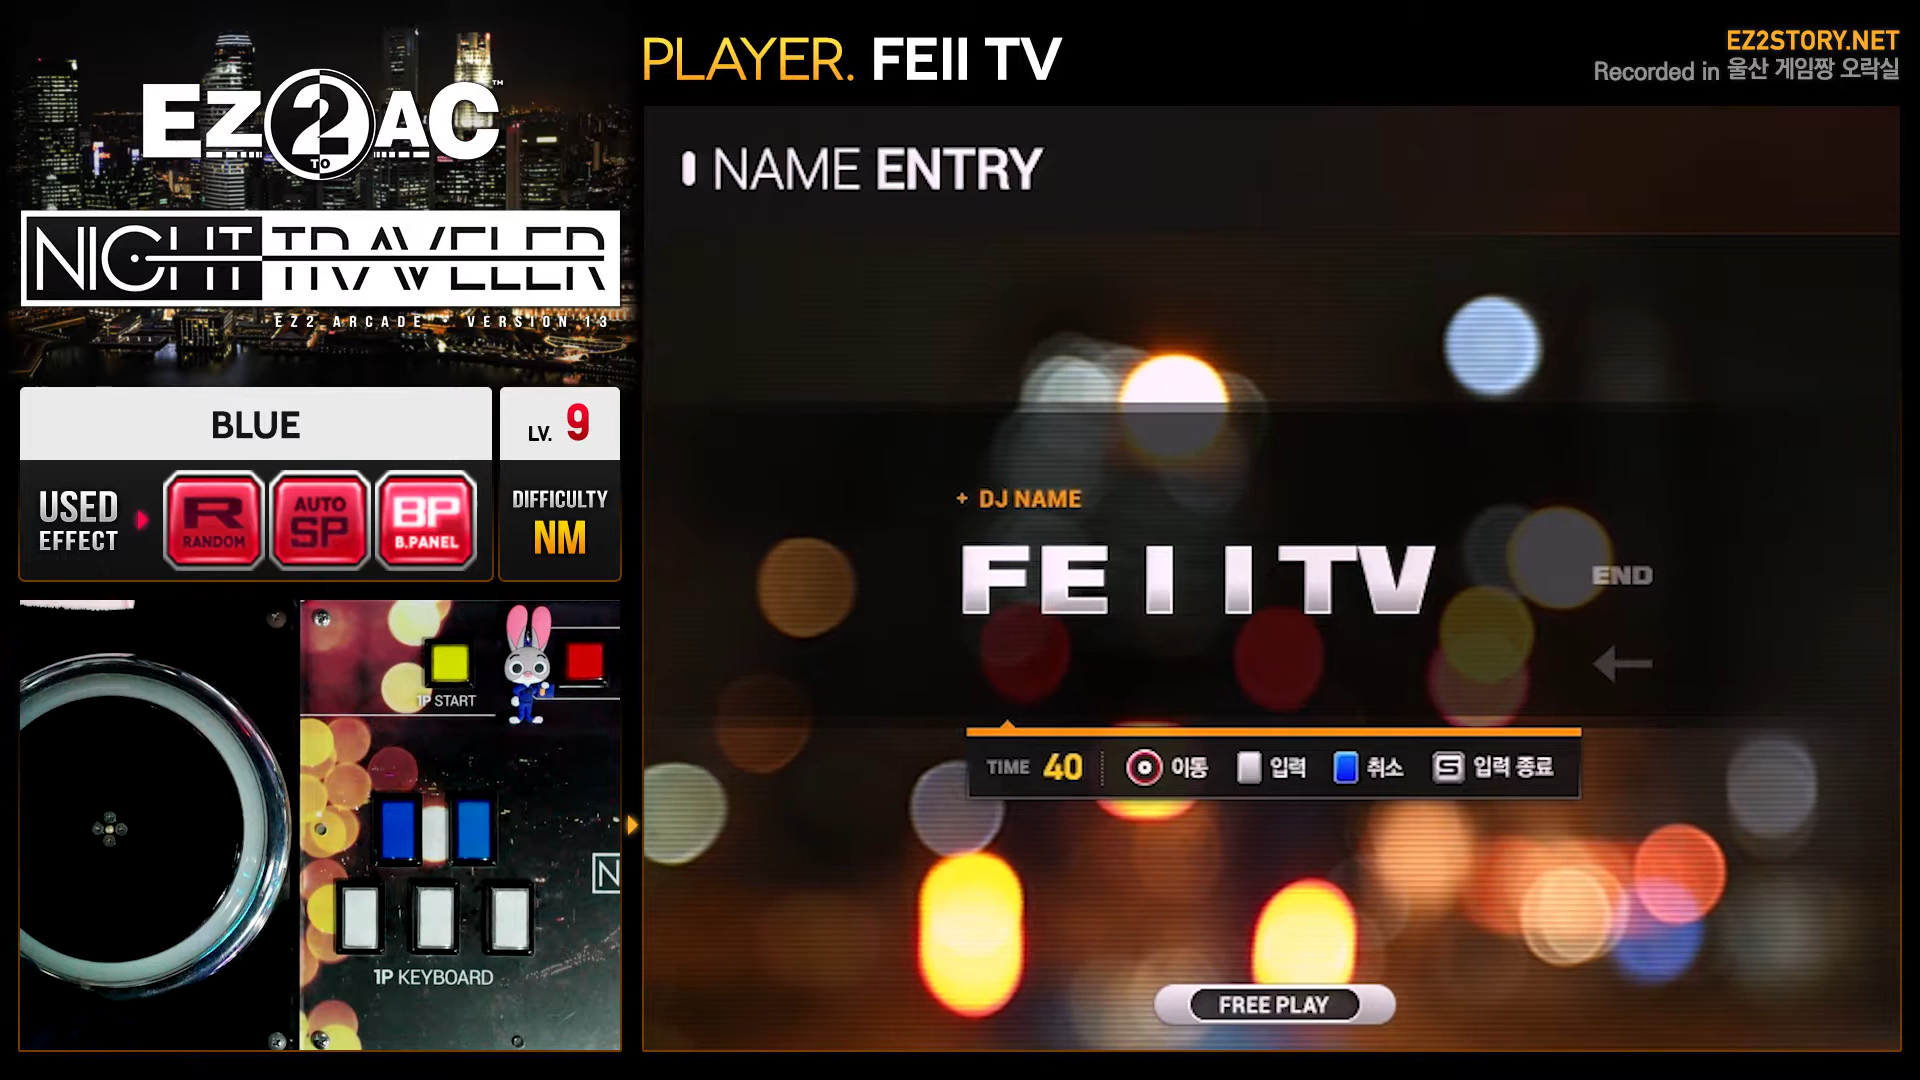 EZ2AC™
TO
NIGHT TRAVELER
EZ2 ARCADE • VERSION 13
BLUE
LV. 9
USED EFFECT
R RANDOM
AUTO SP
BP B.PANEL
DIFFICULTY
NM
1P START
N
1P KEYBOARD
PLAYER. FEII TV
EZ2STORY.NET
Recorded in 울산 게임짱 오락실
NAME ENTRY
+ DJ NAME
FEIITV
END
TIME 40 이동 입력 취소 S 입력 종료
FREE PLAY